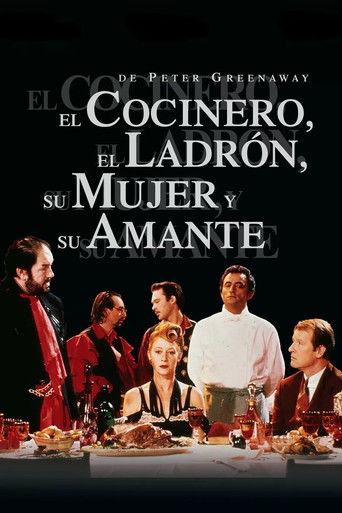 DE PETER GREENAWAY
EL COCINERO,
EL LADRÓN,
SU MUJER Y
SU AMANTE